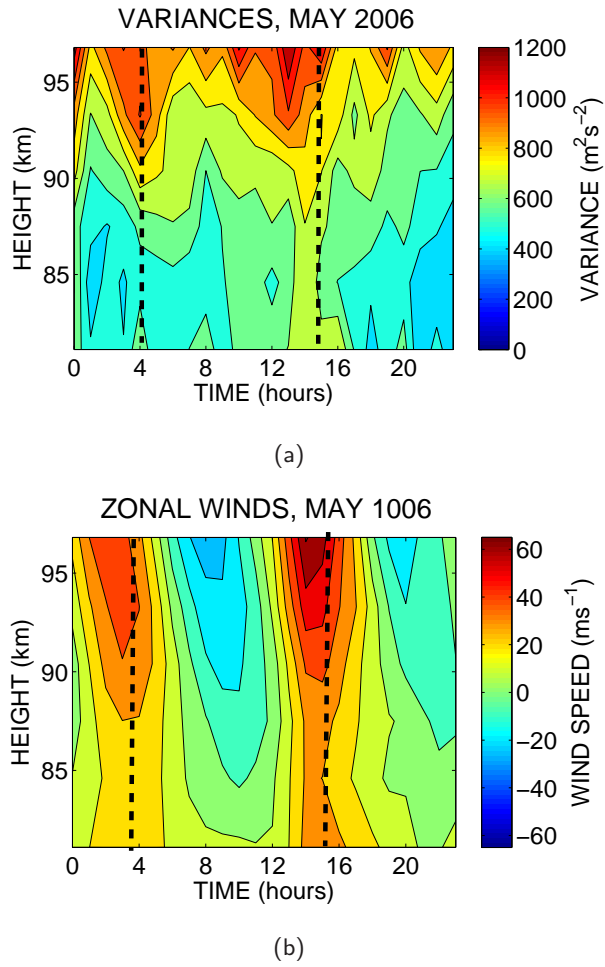 VARIANCES, MAY 2006
95
90
85
HEIGHT (km)
0 4 8 12 16 20
TIME (hours)
1200
1000
800
600
400
200
0
VARIANCE (m²s⁻²)
(a)
ZONAL WINDS, MAY 1006
95
90
85
HEIGHT (km)
0 4 8 12 16 20
TIME (hours)
60
40
20
0
−20
−40
−60
WIND SPEED (ms⁻¹)
(b)